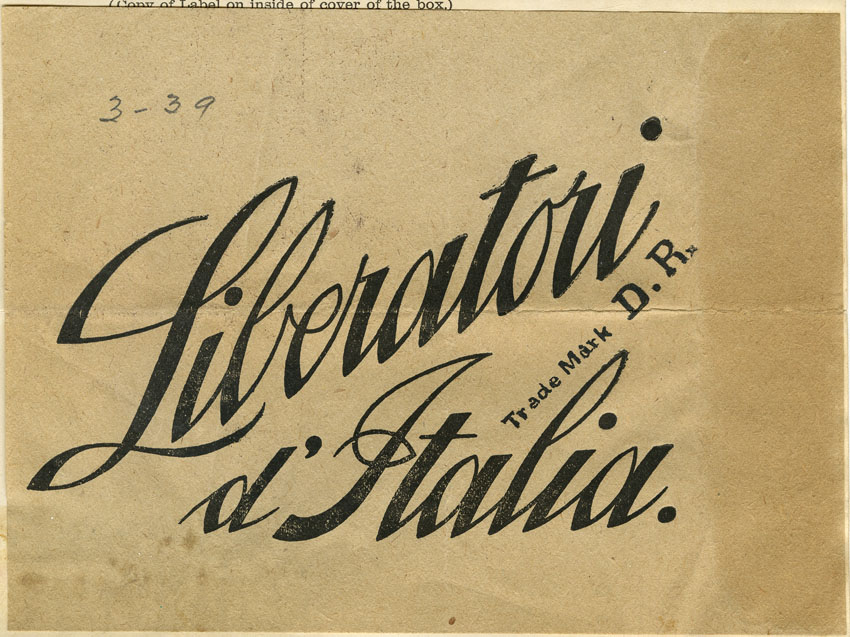 (Copy of Label on inside of cover of the box.)
3-39
Liberatori
Trade Mark D. R.
d'Italia.